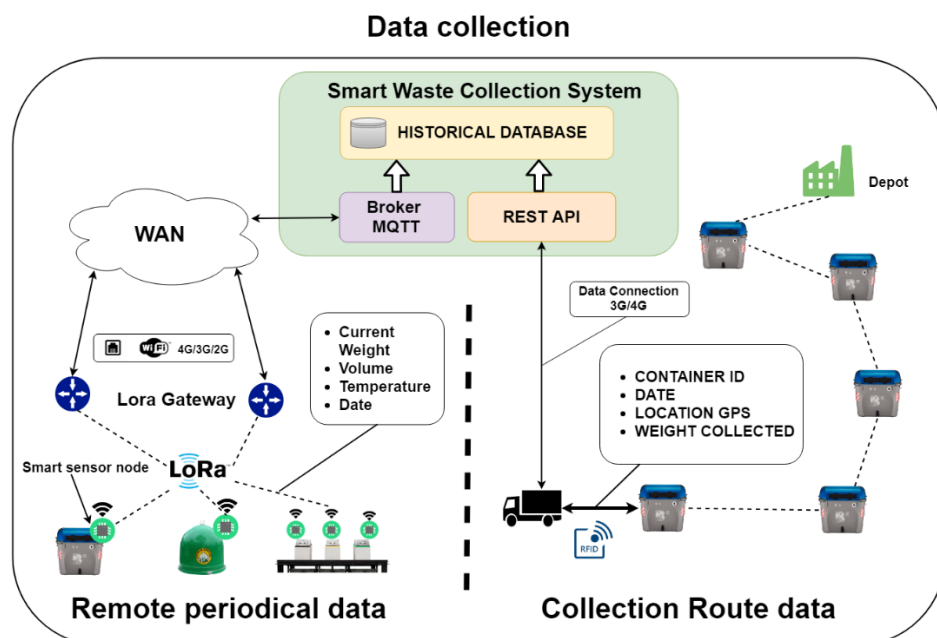 Data collection
Smart Waste Collection System
HISTORICAL DATABASE
Broker
MQTT
REST API
WAN
Depot
Data Connection
3G/4G
WiFi 4G/3G/2G
• Current
Weight
• Volume
• Temperature
• Date
• CONTAINER ID
• DATE
• LOCATION GPS
• WEIGHT COLLECTED
Lora Gateway
LoRa
Smart sensor node
RFID
Remote periodical data
Collection Route data